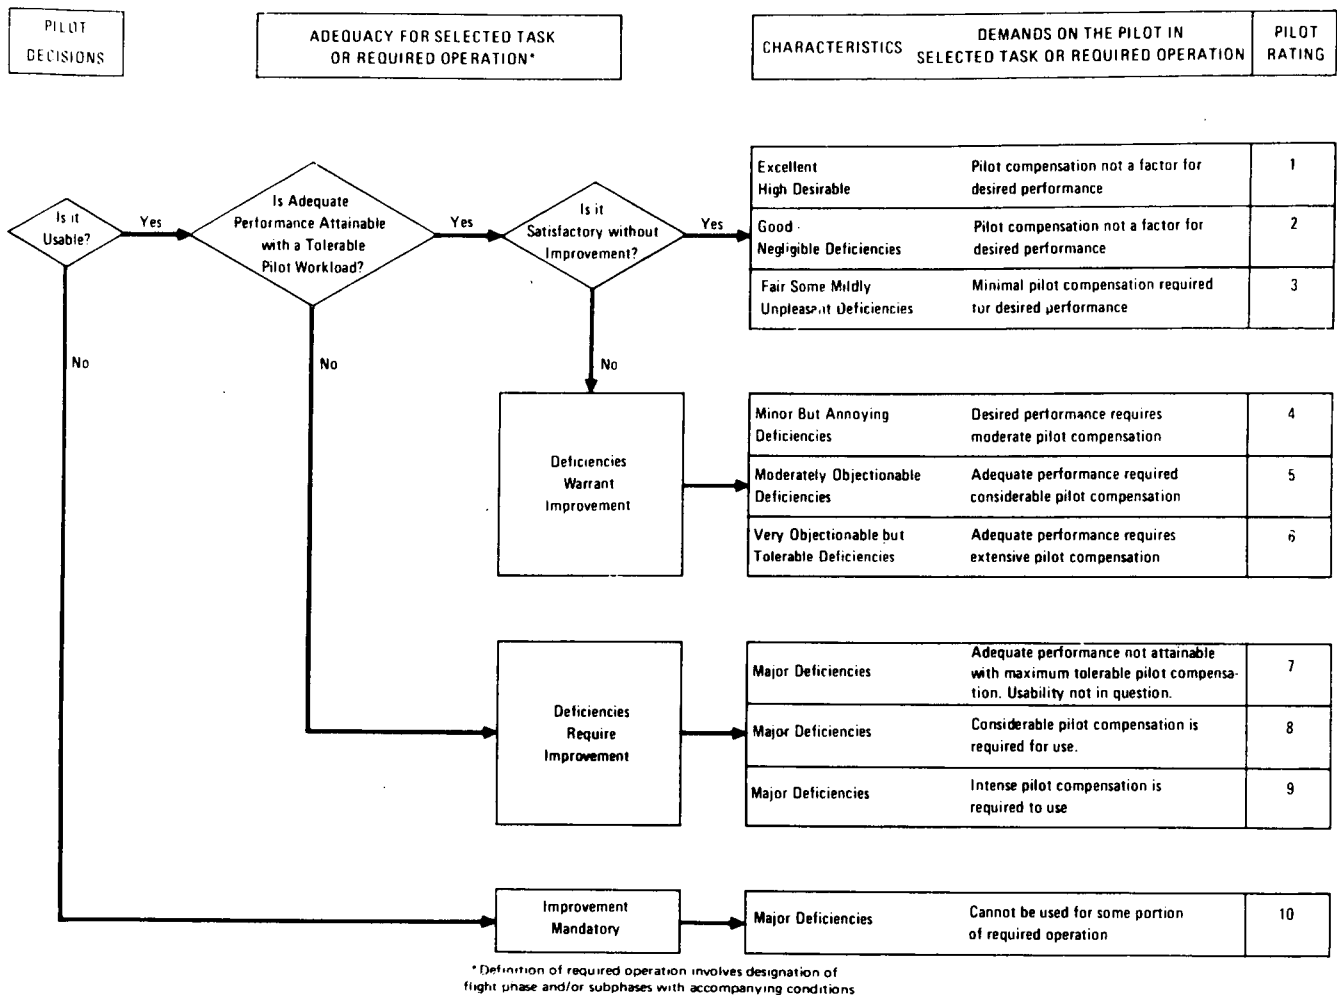 PILOT
DECISIONS
ADEQUACY FOR SELECTED TASK
OR REQUIRED OPERATION*
CHARACTERISTICS
DEMANDS ON THE PILOT IN
SELECTED TASK OR REQUIRED OPERATION
PILOT
RATING
Is it
Usable?
Yes
No
Is Adequate
Performance Attainable
with a Tolerable
Pilot Workload?
Yes
No
Is it
Satisfactory without
Improvement?
Yes
No
Excellent
High Desirable
Pilot compensation not a factor for
desired performance
1
Good
Negligible Deficiencies
Pilot compensation not a factor for
desired performance
2
Fair Some Mildly
Unpleasant Deficiencies
Minimal pilot compensation required
for desired performance
3
Deficiencies
Warrant
Improvement
Minor But Annoying
Deficiencies
Desired performance requires
moderate pilot compensation
4
Moderately Objectionable
Deficiencies
Adequate performance required
considerable pilot compensation
5
Very Objectionable but
Tolerable Deficiencies
Adequate performance requires
extensive pilot compensation
6
Deficiencies
Require
Improvement
Major Deficiencies
Adequate performance not attainable
with maximum tolerable pilot compensa-
tion. Usability not in question.
7
Major Deficiencies
Considerable pilot compensation is
required for use.
8
Major Deficiencies
Intense pilot compensation is
required to use
9
Improvement
Mandatory
Major Deficiencies
Cannot be used for some portion
of required operation
10
*Definition of required operation involves designation of
flight phase and/or subphases with accompanying conditions